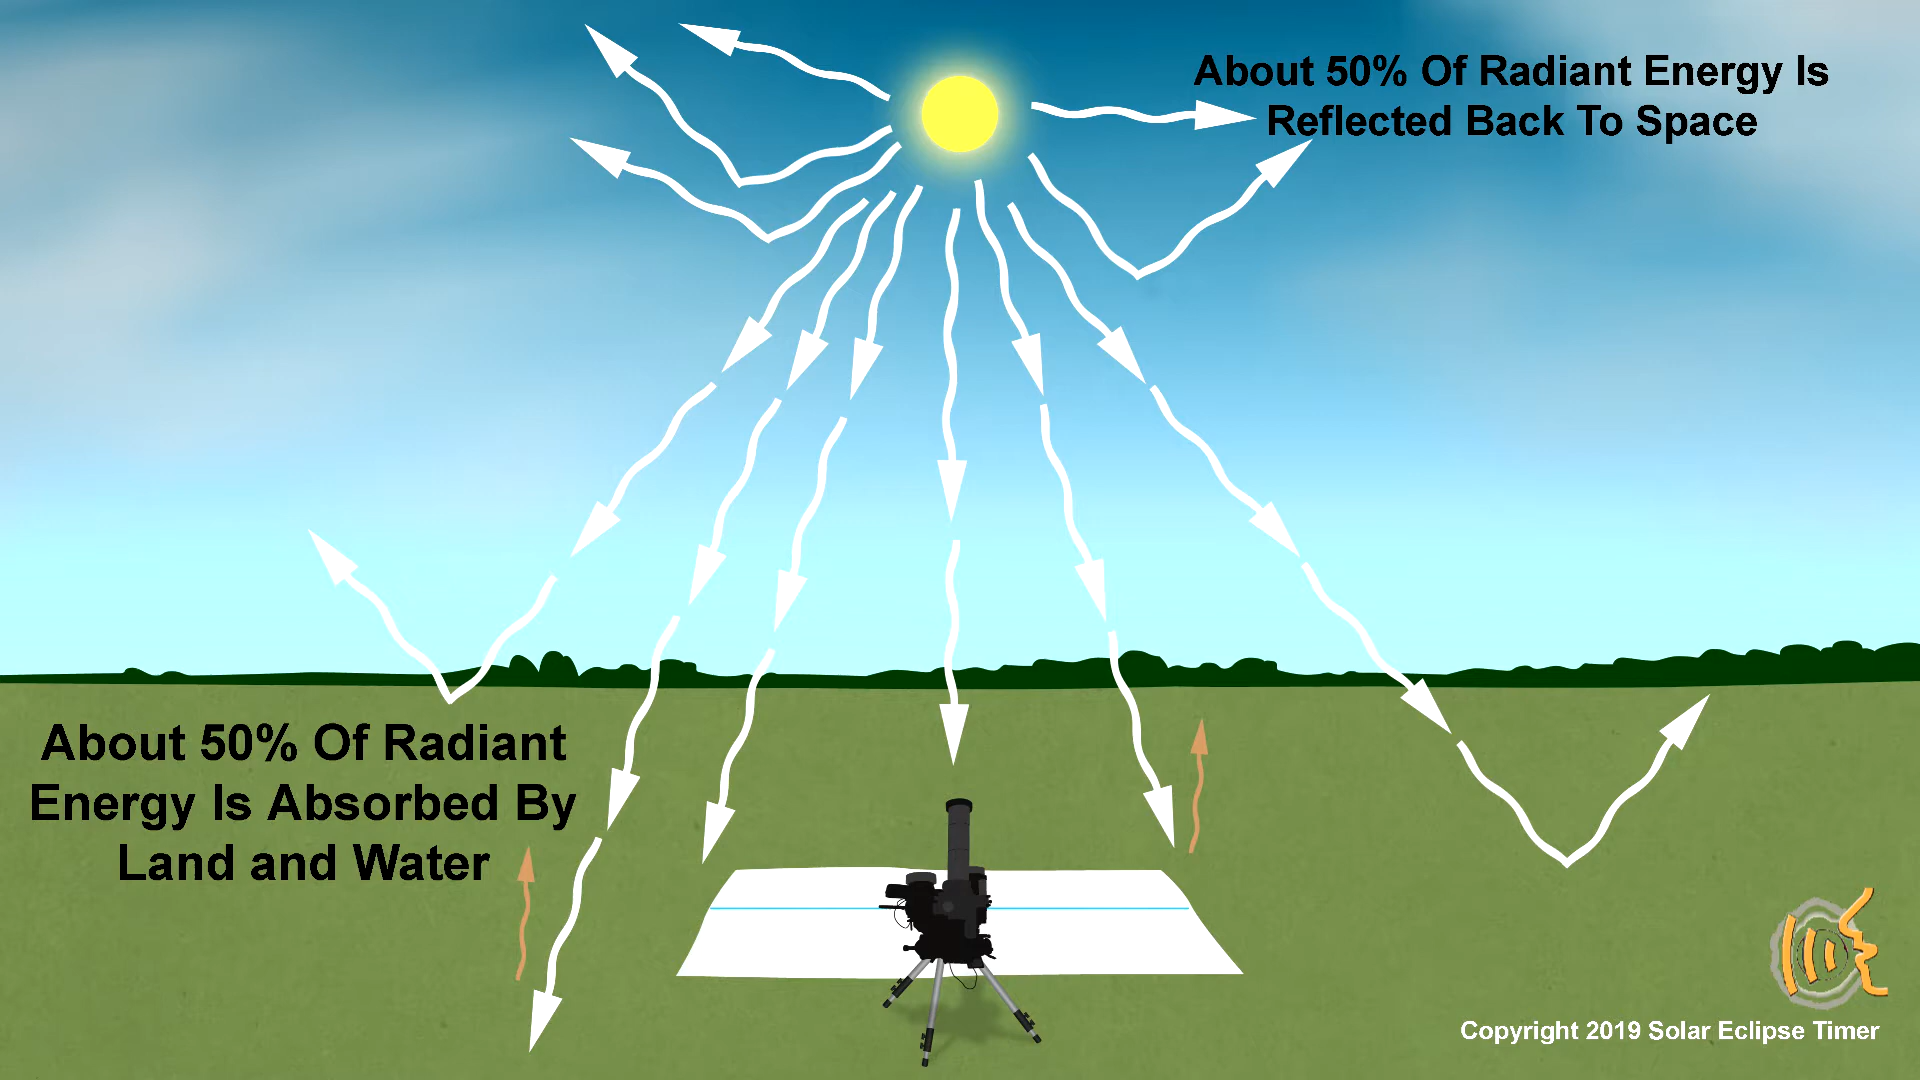 About 50% Of Radiant Energy Is
Reflected Back To Space
About 50% Of Radiant
Energy Is Absorbed By
Land and Water
Copyright 2019 Solar Eclipse Timer